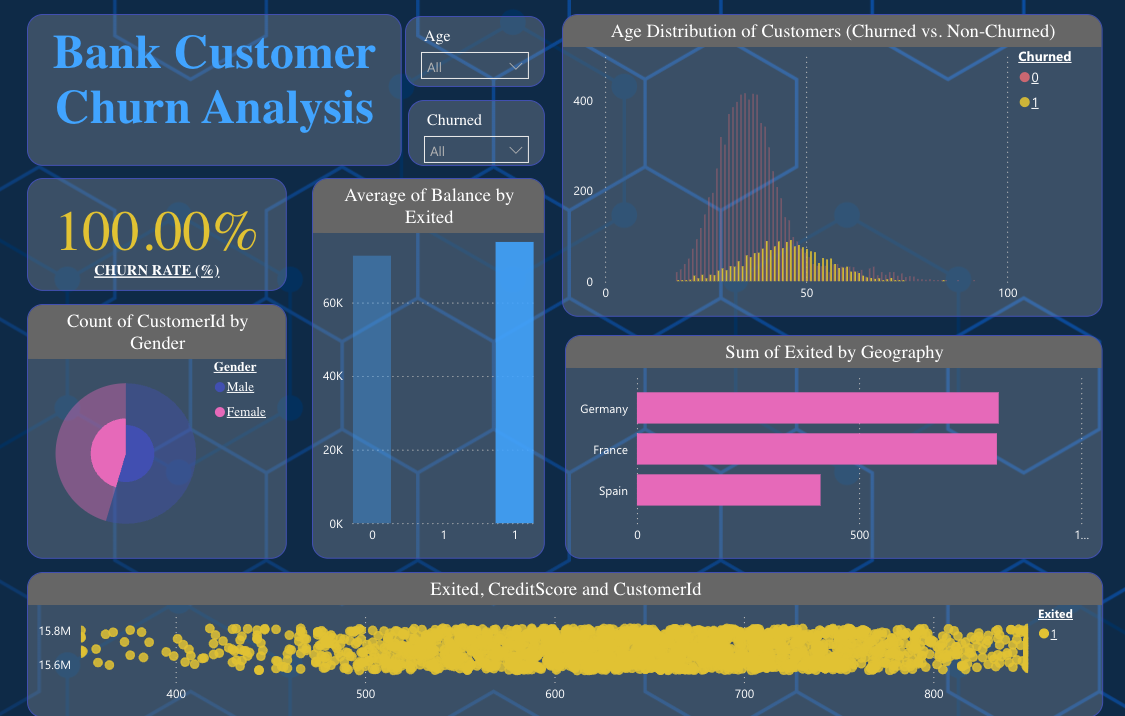 Bank Customer
Churn Analysis
Age
All
Churned
All
100.00%
CHURN RATE (%)
Count of CustomerId by
Gender
Gender
Male
Female
Average of Balance by
Exited
60K
40K
20K
0K
0
1
1
Age Distribution of Customers (Churned vs. Non-Churned)
Churned
0
1
400
200
0
0
50
100
Sum of Exited by Geography
Germany
France
Spain
0
500
1...
Exited, CreditScore and CustomerId
Exited
1
15.8M
15.6M
400
500
600
700
800